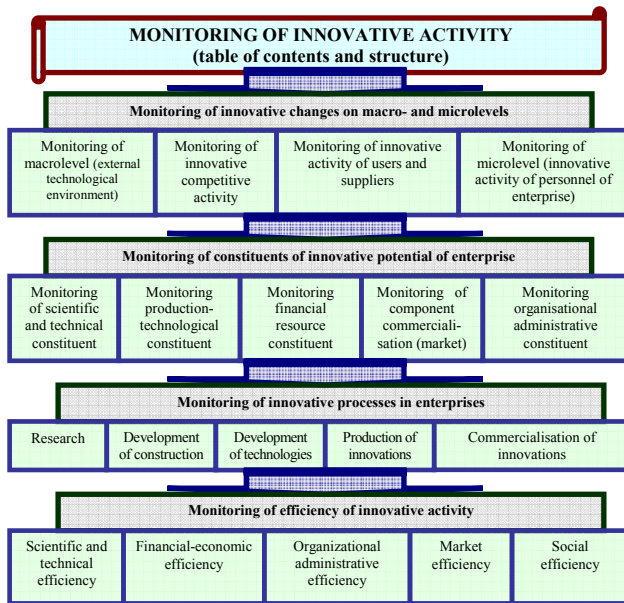 MONITORING OF INNOVATIVE ACTIVITY
(table of contents and structure)
Monitoring of innovative changes on macro- and microlevels
Monitoring of
macrolevel (external
technological
environment)
Monitoring of
innovative
competitive
activity
Monitoring of innovative
activity of users and
suppliers
Monitoring of
microlevel (innovative
activity of personnel of
enterprise)
Monitoring of constituents of innovative potential of enterprise
Monitoring
of scientific
and technical
constituent
Monitoring
production-
technological
constituent
Monitoring
financial
resource
constituent
Monitoring of
component
commerciali-
sation (market)
Monitoring
organisational
administrative
constituent
Monitoring of innovative processes in enterprises
Research
Development
of construction
Development
of technologies
Production of
innovations
Commercialisation of
innovations
Monitoring of efficiency of innovative activity
Scientific and
technical
efficiency
Financial-economic
efficiency
Organizational
administrative
efficiency
Market
efficiency
Social
efficiency